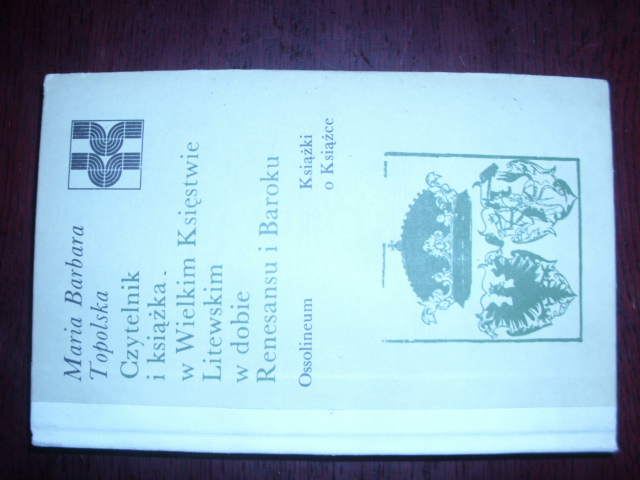 Maria Barbara
Topolska
Czytelnik
i książka.
w Wielkim Księstwie
Litewskim
w dobie
Renesansu i Baroku
Ossolineum
Książki
o Książce